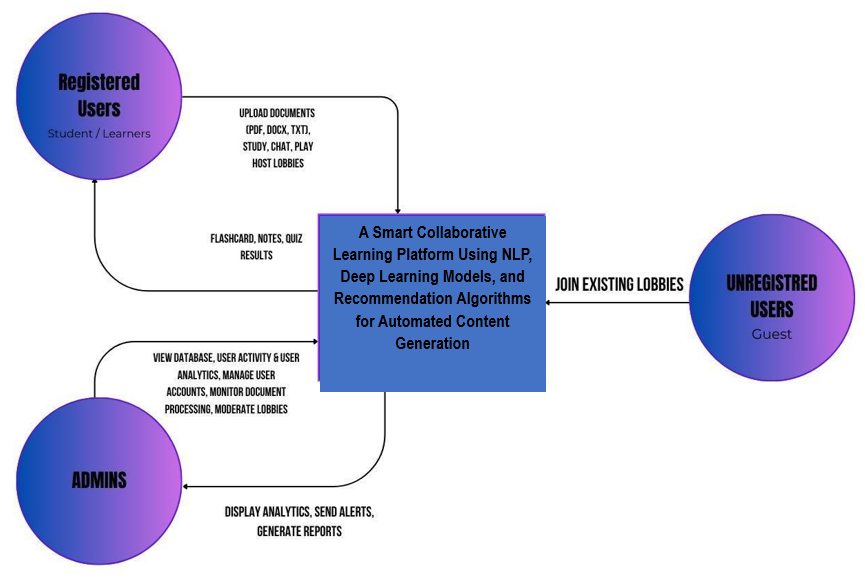 Registered
Users
Student / Learners
UPLOAD DOCUMENTS
(PDF, DOCX, TXT),
STUDY, CHAT, PLAY
HOST LOBBIES
FLASHCARD, NOTES, QUIZ
RESULTS
A Smart Collaborative
Learning Platform Using NLP,
Deep Learning Models, and
Recommendation Algorithms
for Automated Content
Generation
JOIN EXISTING LOBBIES
UNREGISTRED
USERS
Guest
VIEW DATABASE, USER ACTIVITY & USER
ANALYTICS, MANAGE USER
ACCOUNTS, MONITOR DOCUMENT
PROCESSING, MODERATE LOBBIES
ADMINS
DISPLAY ANALYTICS, SEND ALERTS,
GENERATE REPORTS